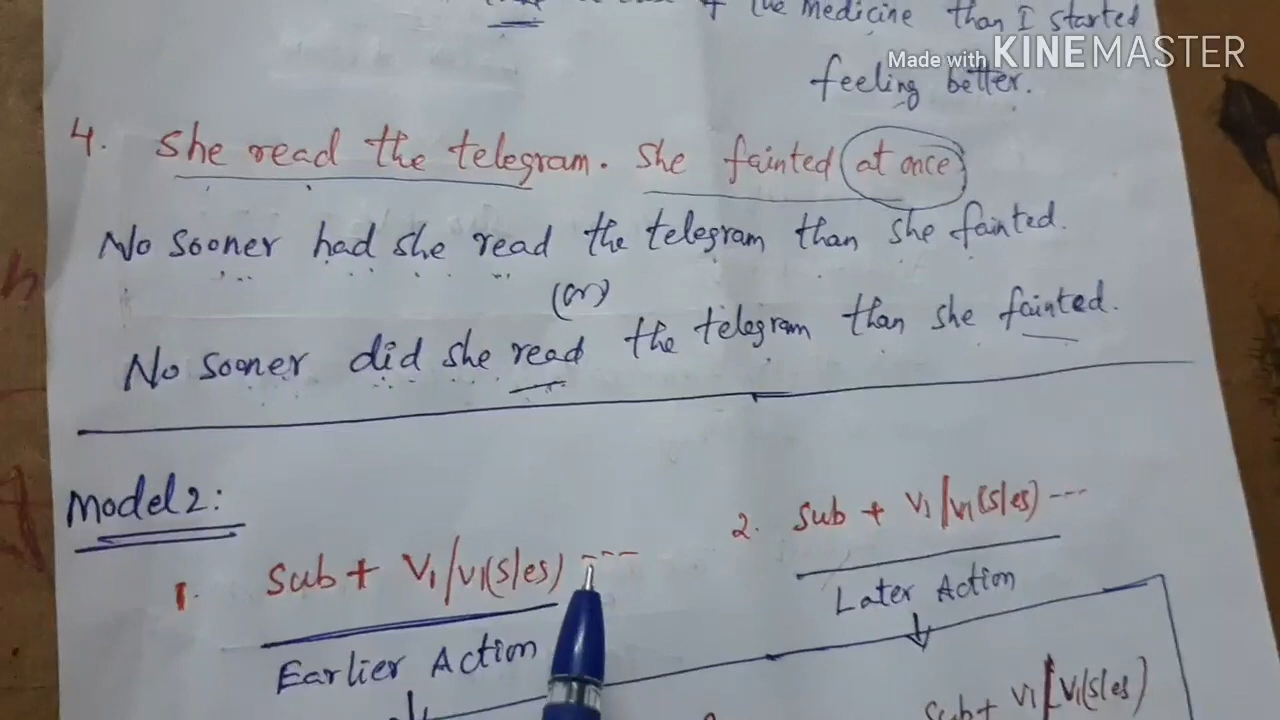 the medicine than I started
Made with KINEMASTER
feeling better.
4. She read the telegram. She fainted at once
No sooner had she read the telegram than she fainted.
(or)
No sooner did she read the telegram than she fainted.
Model 2:
1. Sub + V1/V1(s/es) ---
2. Sub + V1/V1(s/es) ---
Earlier Action
Later Action
Sub + V1/V1(s/es)